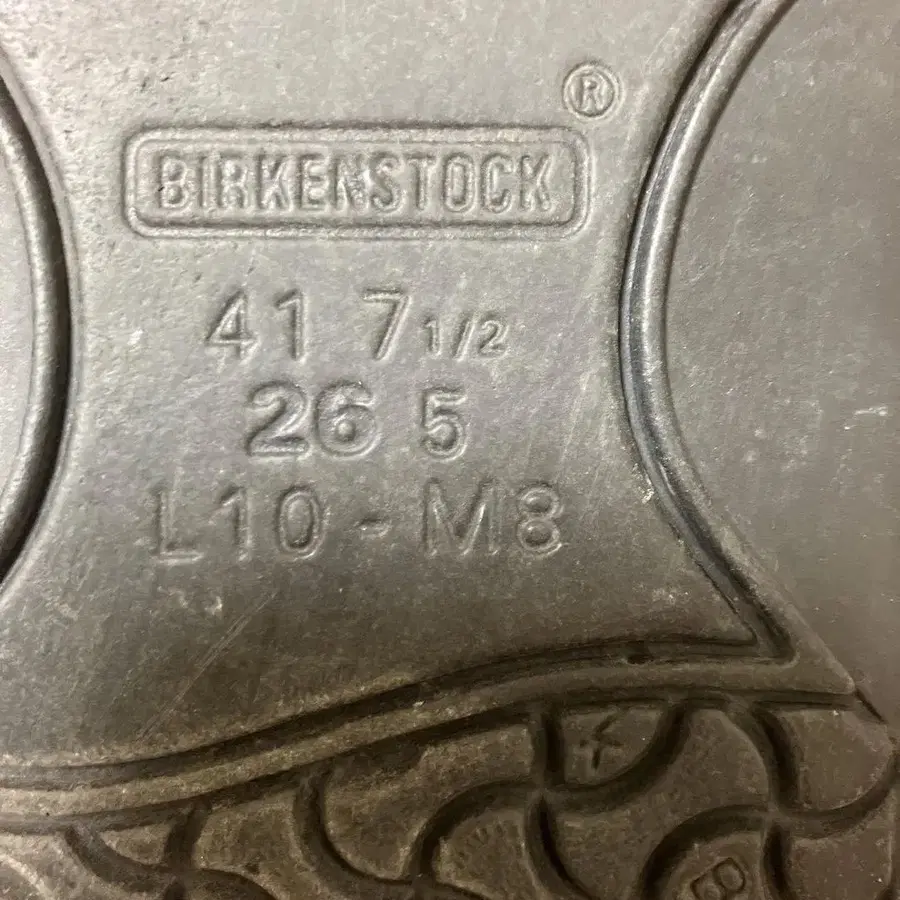 ®
BIRKENSTOCK
41 7 1/2
26 5
L10 - M8
B